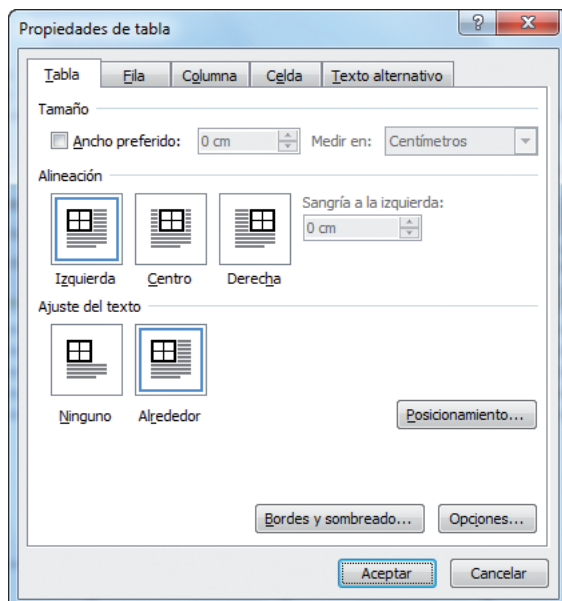 Propiedades de tabla
Tabla Fila Columna Celda Texto alternativo
Tamaño
Ancho preferido: 0 cm Medir en: Centímetros
Alineación
Sangría a la izquierda:
0 cm
Izquierda Centro Derecha
Ajuste del texto
Ninguno Alrededor Posicionamiento...
Bordes y sombreado... Opciones...
Aceptar Cancelar